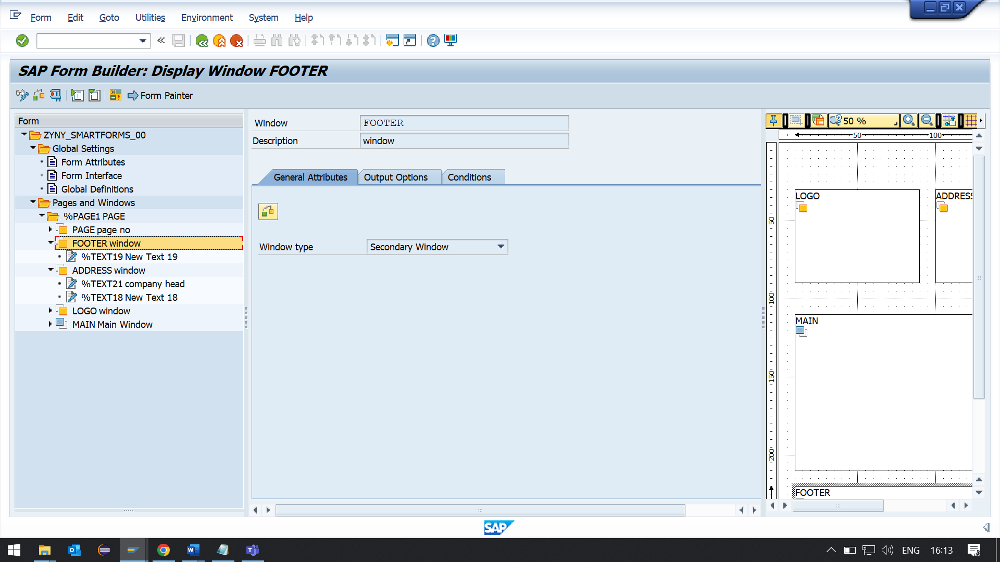 Form Edit Goto Utilities Environment System Help
SAP Form Builder: Display Window FOOTER
Form Painter
Form
ZYNY_SMARTFORMS_00
Global Settings
Form Attributes
Form Interface
Global Definitions
Pages and Windows
%PAGE1 PAGE
PAGE page no
FOOTER window
%TEXT19 New Text 19
ADDRESS window
%TEXT21 company head
%TEXT18 New Text 18
LOGO window
MAIN Main Window
Window FOOTER
Description window
General Attributes Output Options Conditions
Window type Secondary Window
50 %
50 100
LOGO ADDRESS
50
100
MAIN
150
200
FOOTER
SAP
ENG 16:13